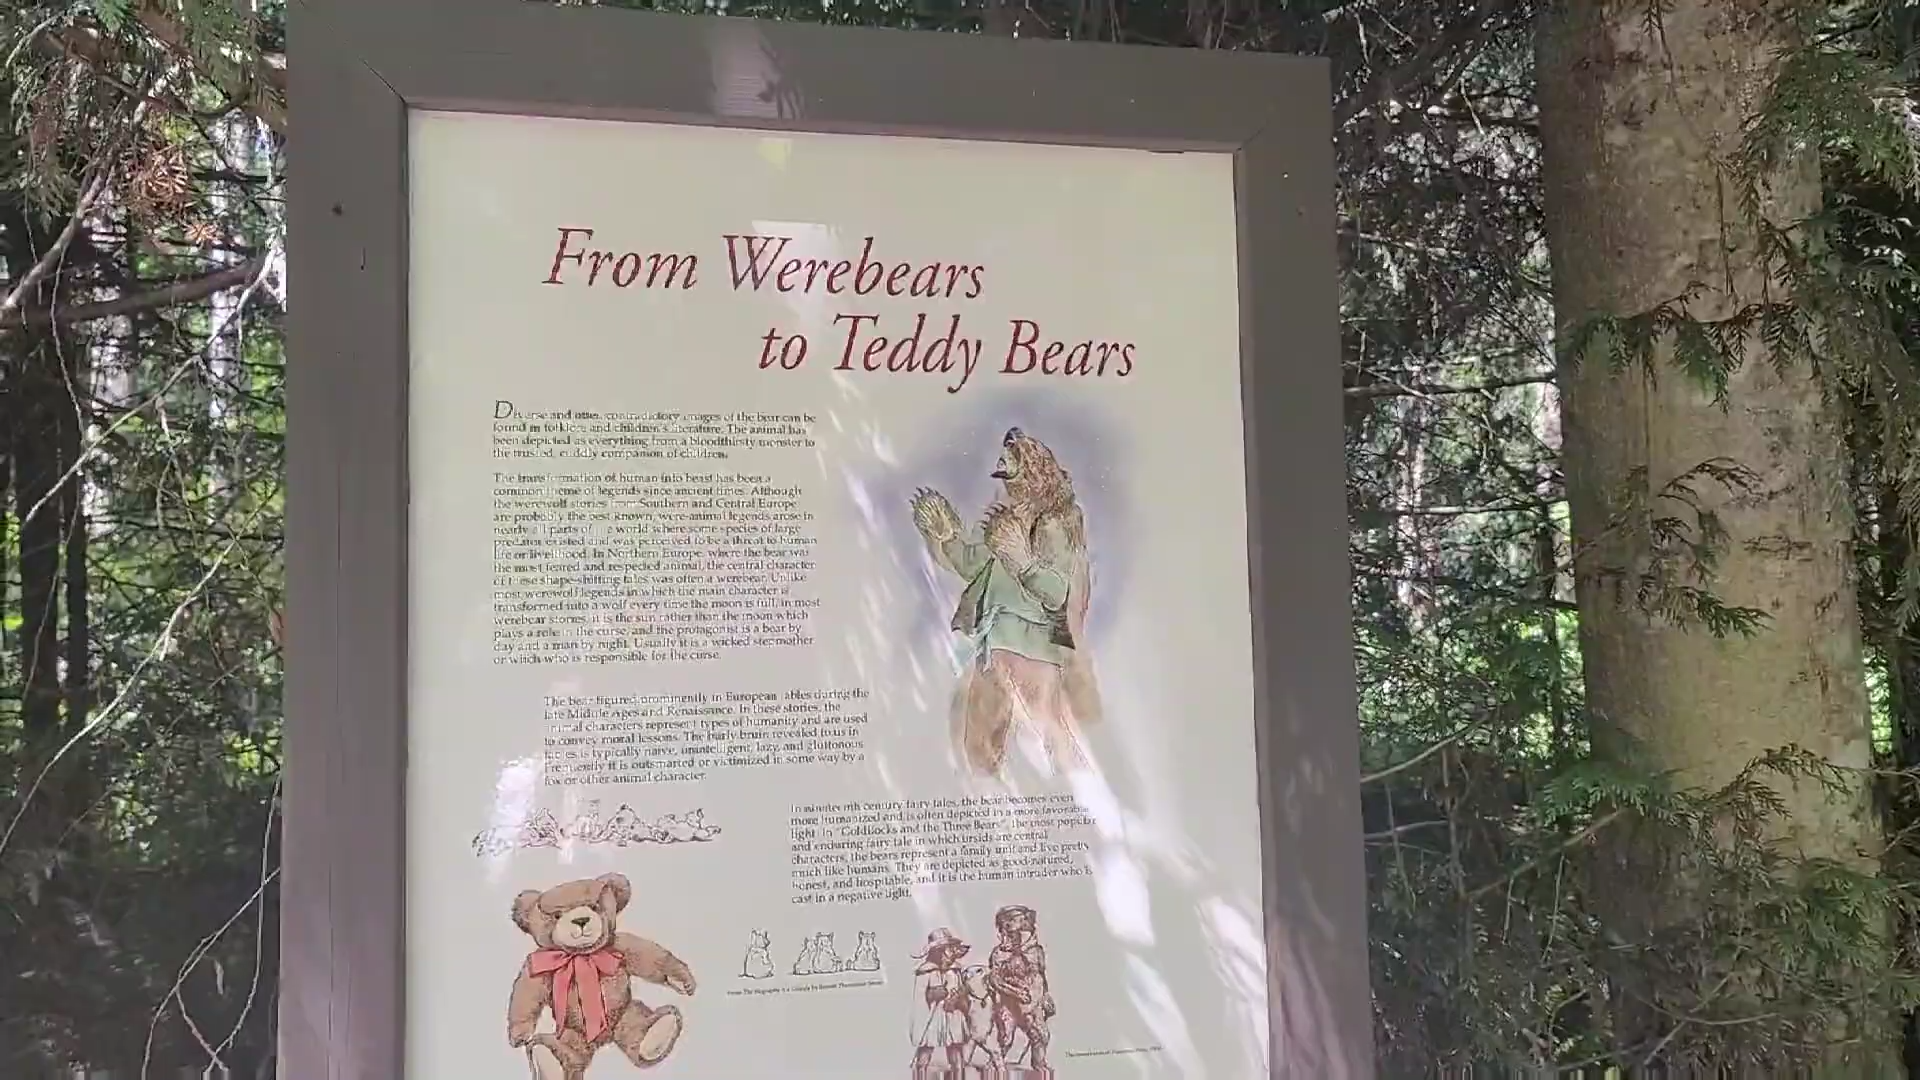 From Werebears
to Teddy Bears
Diverse and often contradictory images of the bear can be
found in folklore and children's literature. The animal has
been depicted as everything from a bloodthirsty monster to
the trusted, cuddly companion of children.
The transformation of human into beast has been a
common theme of legends since ancient times. Although
the werewolf stories from Southern and Central Europe
are probably the best known, were-animal legends arose in
nearly all parts of the world where some species of large
predator existed and was perceived to be a threat to human
life or livelihood. In Northern Europe, where the bear was
the most feared and respected animal, the central character
of these shape-shifting tales was often a werebear. Unlike
most werewolf legends in which the main character is
transformed into a wolf every time the moon is full, in most
werebear stories, it is the sun rather than the moon which
plays a role in the curse, and the protagonist is a bear by
day and a man by night. Usually it is a wicked stepmother
or witch who is responsible for the curse.
The bear figured prominently in European fables during the
late Middle Ages and Renaissance. In these stories, the
animal characters represent types of humanity and are used
to convey moral lessons. The burly bruin revealed to us in
fables is typically naive, unintelligent, lazy, and gluttonous.
Frequently it is outsmarted or victimized in some way by a
fox or other animal character.
In nineteenth century fairy tales, the bear becomes even
more humanized and is often depicted in a more favorable
light. In "Goldilocks and the Three Bears", the most popular
and enduring fairy tale in which ursids are central
characters, the bears represent a family unit and live pretty
much like humans. They are depicted as good-natured,
honest, and hospitable, and it is the human intruder who is
cast in a negative light.
From The Biography of a Grizzly by Ernest Thompson Seton